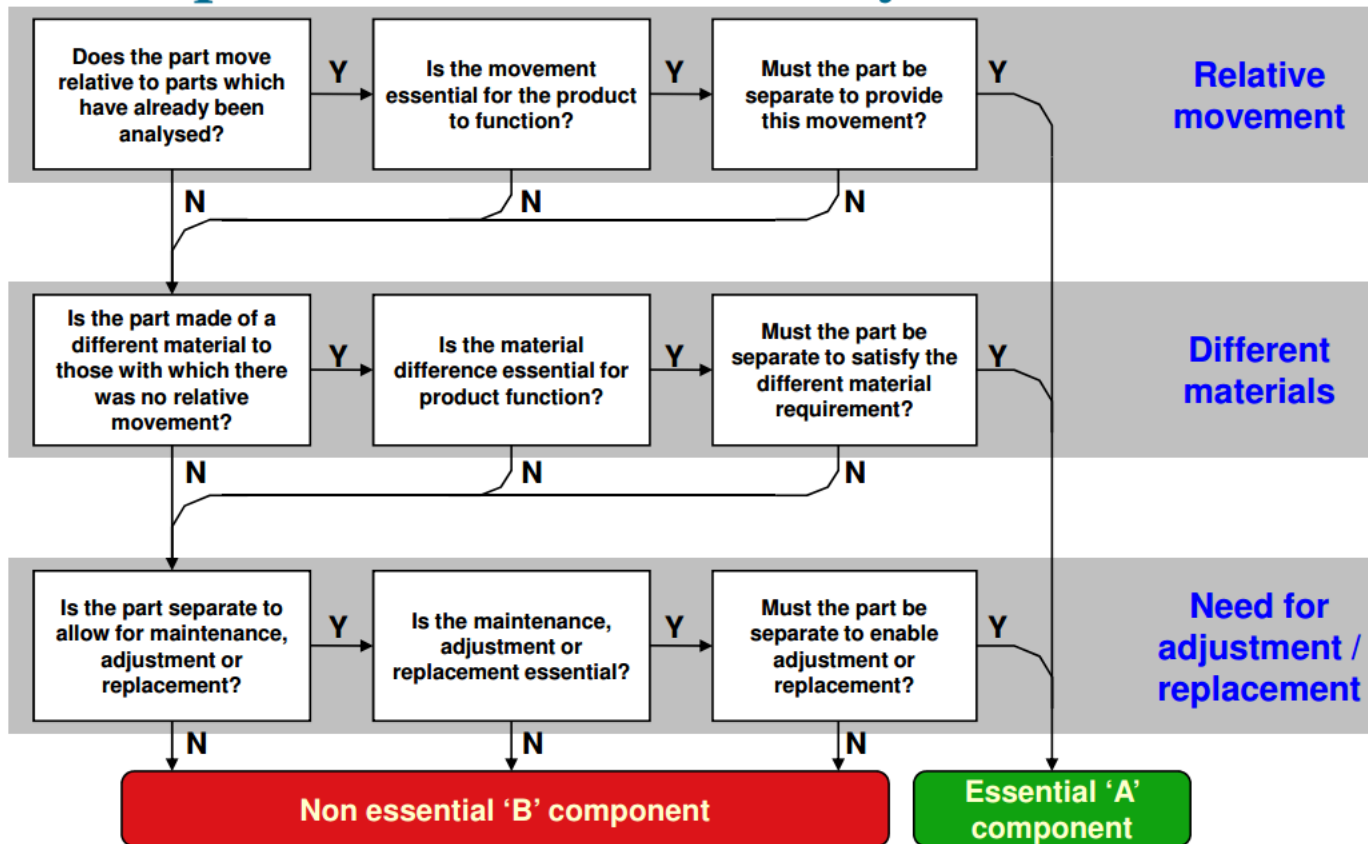 Does the part move
relative to parts which
have already been
analysed?
Y
Is the movement
essential for the product
to function?
Y
Must the part be
separate to provide
this movement?
Y
Relative
movement
N
N
N
Is the part made of a
different material to
those with which there
was no relative
movement?
Y
Is the material
difference essential for
product function?
Y
Must the part be
separate to satisfy the
different material
requirement?
Y
Different
materials
N
N
N
Is the part separate to
allow for maintenance,
adjustment or
replacement?
Y
Is the maintenance,
adjustment or
replacement essential?
Y
Must the part be
separate to enable
adjustment or
replacement?
Y
Need for
adjustment /
replacement
N
N
N
Non essential ‘B’ component
Essential ‘A’
component